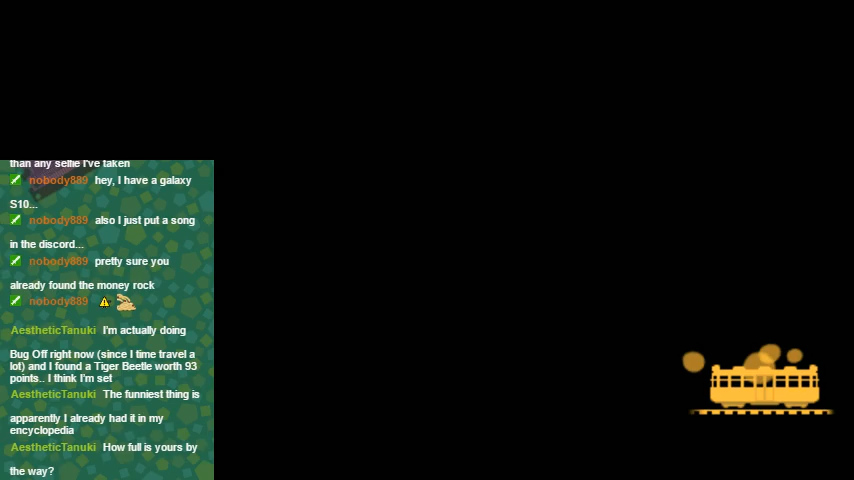 than any selfie I've taken
nobody889 hey, I have a galaxy
S10...
nobody889 also I just put a song
in the discord...
nobody889 pretty sure you
already found the money rock
nobody889
AestheticTanuki I'm actually doing
Bug Off right now (since I time travel a
lot) and I found a Tiger Beetle worth 93
points.. I think I'm set
AestheticTanuki The funniest thing is
apparently I already had it in my
encyclopedia
AestheticTanuki How full is yours by
the way?